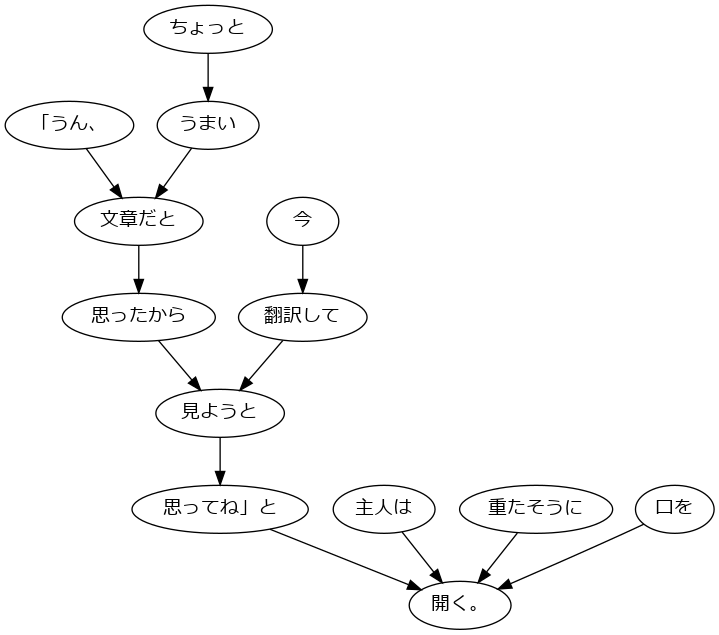 ちょっと
「うん、
うまい
文章だと
今
思ったから
翻訳して
見ようと
思ってね」と
主人は
重たそうに
口を
開く。